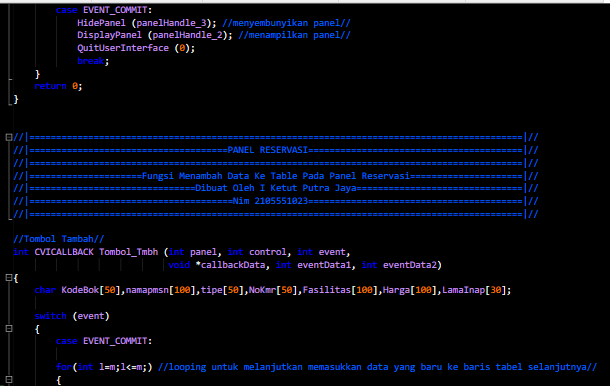 case EVENT_COMMIT:
HidePanel (panelHandle_3); //menyembunyikan panel//
DisplayPanel (panelHandle_2); //menampilkan panel//
QuitUserInterface (0);
break;
}
return 0;
}
//|=============================================================================================|//
//|=====================================PANEL RESERVASI========================================|//
//|=============================================================================================|//
//|=====================Fungsi Menambah Data Ke Table Pada Panel Reservasi=====================|//
//|===============================Dibuat Oleh I Ketut Putra Jaya===============================|//
//|======================================Nim 2105551023========================================|//
//|=============================================================================================|//
//Tombol Tambah//
int CVICALLBACK Tombol_Tmbh (int panel, int control, int event,
void *callbackData, int eventData1, int eventData2)
{
char KodeBok[50],namapmsn[100],tipe[50],NoKmr[50],Fasilitas[100],Harga[100],LamaInap[30];
switch (event)
{
case EVENT_COMMIT:
for(int l=m;l<=m;) //looping untuk melanjutkan memasukkan data yang baru ke baris tabel selanjutnya//
{